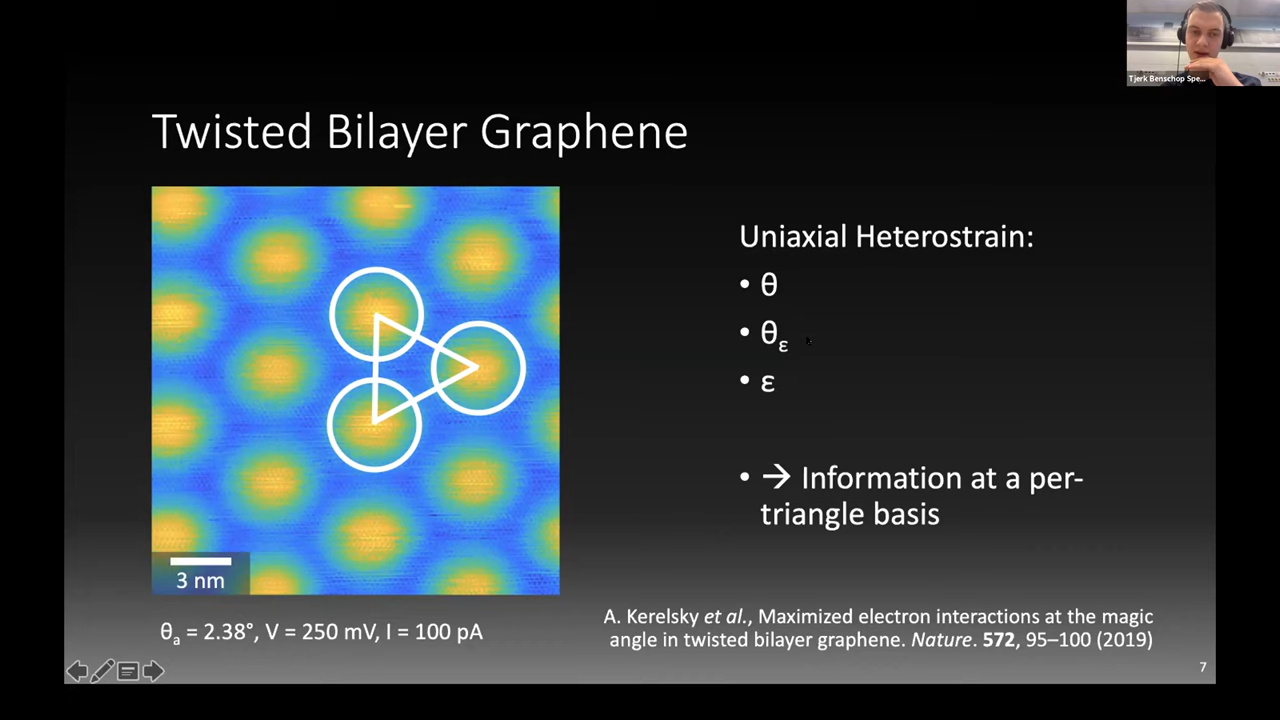 Tjerk Benschop Spe...
Twisted Bilayer Graphene
Uniaxial Heterostrain:
• θ
• θε
• ε
• → Information at a per-
triangle basis
3 nm
θa = 2.38°, V = 250 mV, I = 100 pA
A. Kerelsky et al., Maximized electron interactions at the magic
angle in twisted bilayer graphene. Nature. 572, 95–100 (2019)
7